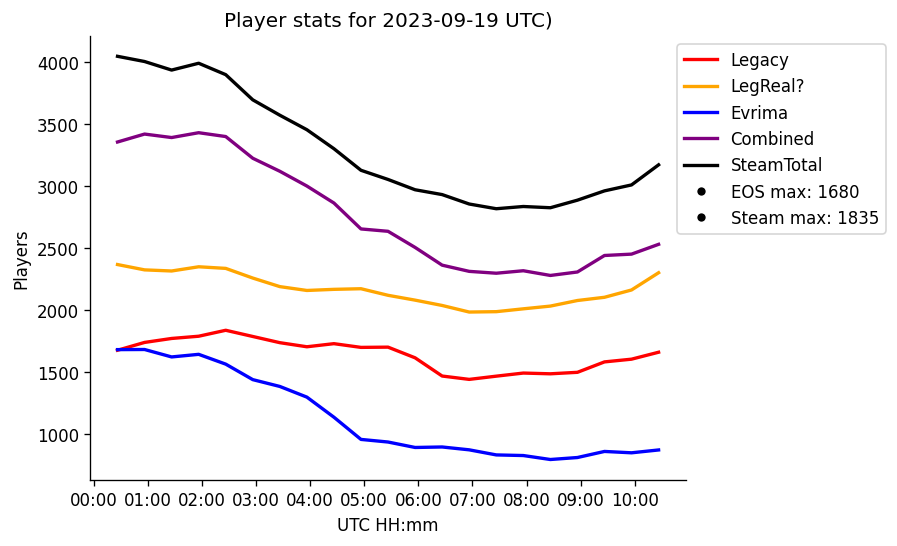 Player stats for 2023-09-19 UTC)
4000
3500
3000
2500
2000
1500
1000
Players
00:00 01:00 02:00 03:00 04:00 05:00 06:00 07:00 08:00 09:00 10:00
UTC HH:mm
Legacy
LegReal?
Evrima
Combined
SteamTotal
EOS max: 1680
Steam max: 1835